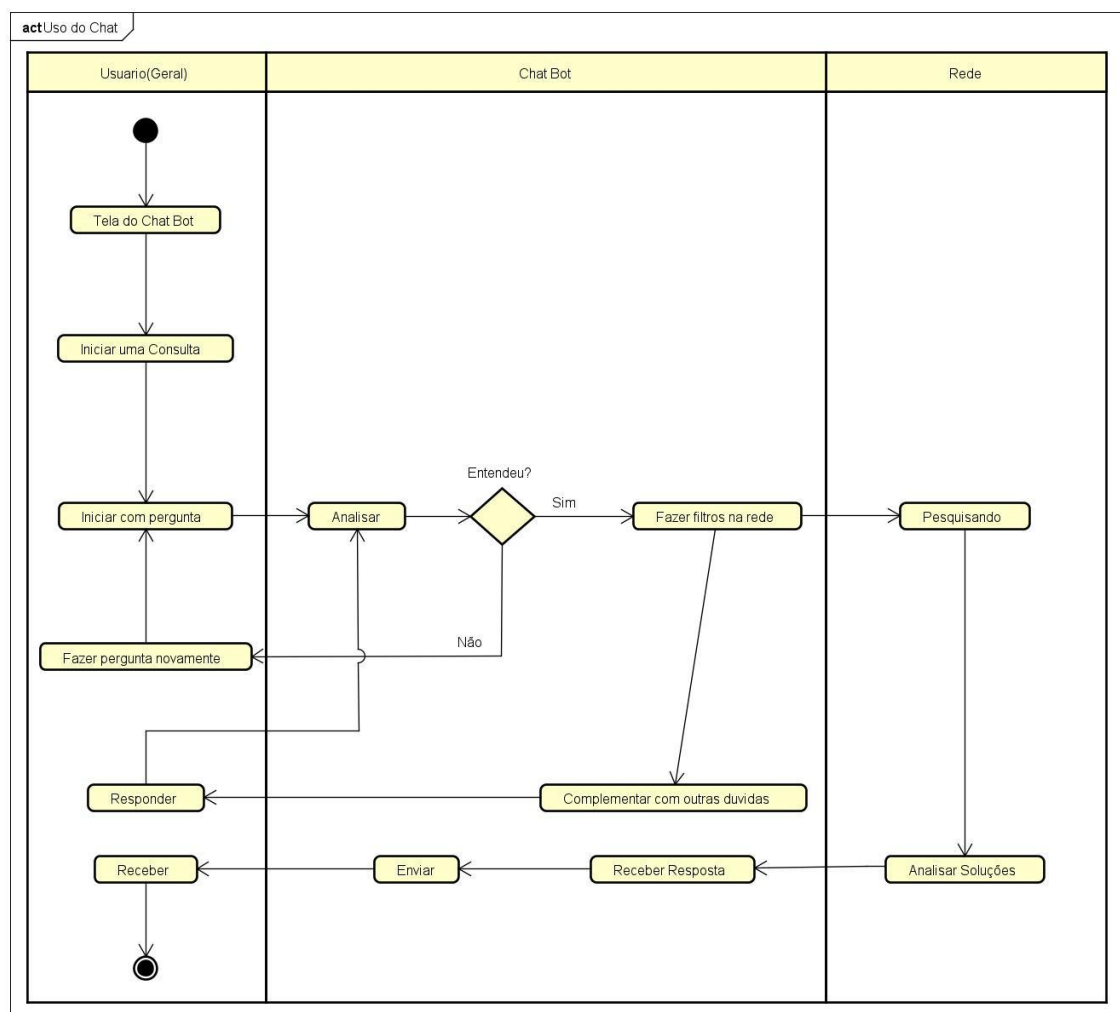 act Uso do Chat
Usuario(Geral)
Chat Bot
Rede
Tela do Chat Bot
Iniciar uma Consulta
Entendeu?
Iniciar com pergunta
Analisar
Sim
Fazer filtros na rede
Pesquisando
Não
Fazer pergunta novamente
Responder
Complementar com outras duvidas
Receber
Enviar
Receber Resposta
Analisar Soluções